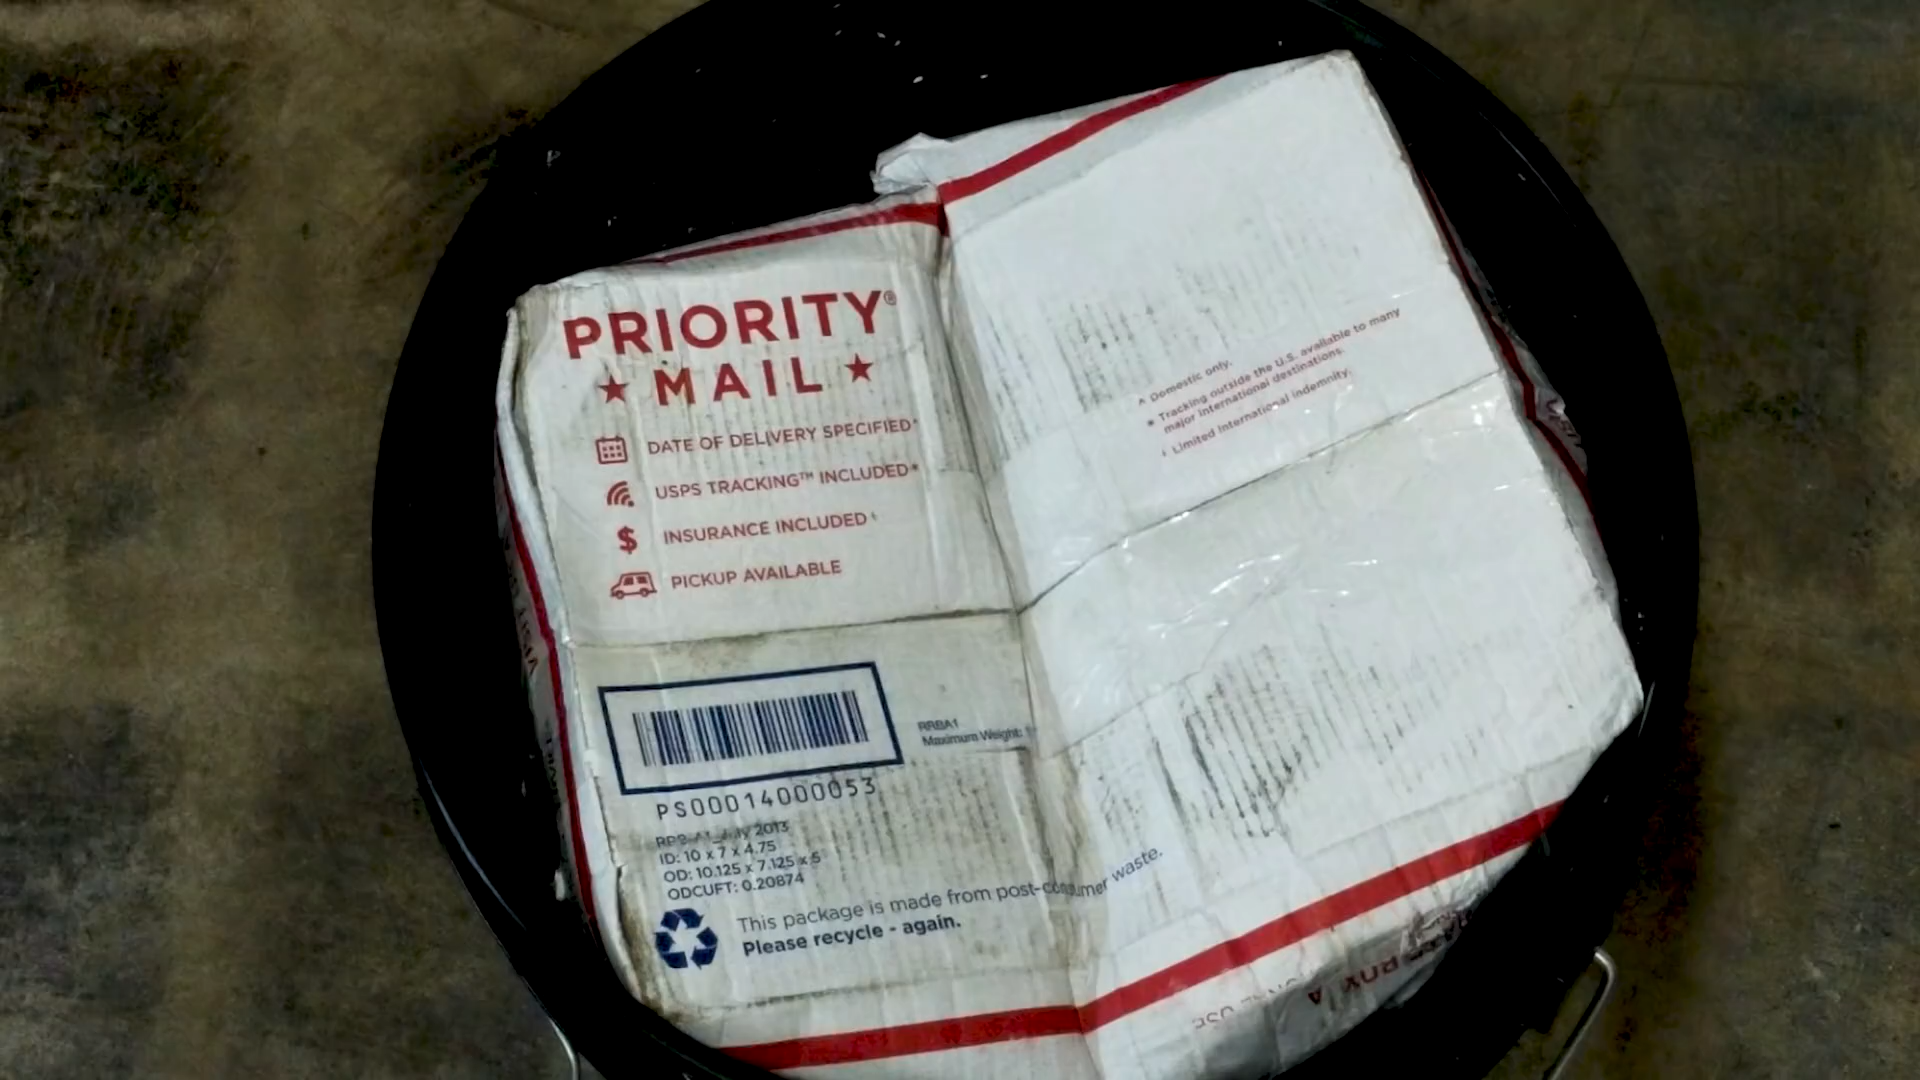 PRIORITY®
★ MAIL ★
DATE OF DELIVERY SPECIFIED*
USPS TRACKING™ INCLUDED*
$ INSURANCE INCLUDED
PICKUP AVAILABLE
^ Domestic only.
* Tracking outside the U.S. available to many
major international destinations.
Limited international indemnity.
RRBA1
Maximum Weight:
PS00014000053
July 2013
ID: 10 x 7 x 4.75
OD: 10.125 x 7.125 x 5
ODCUFT: 0.20874
This package is made from post-consumer waste.
Please recycle - again.